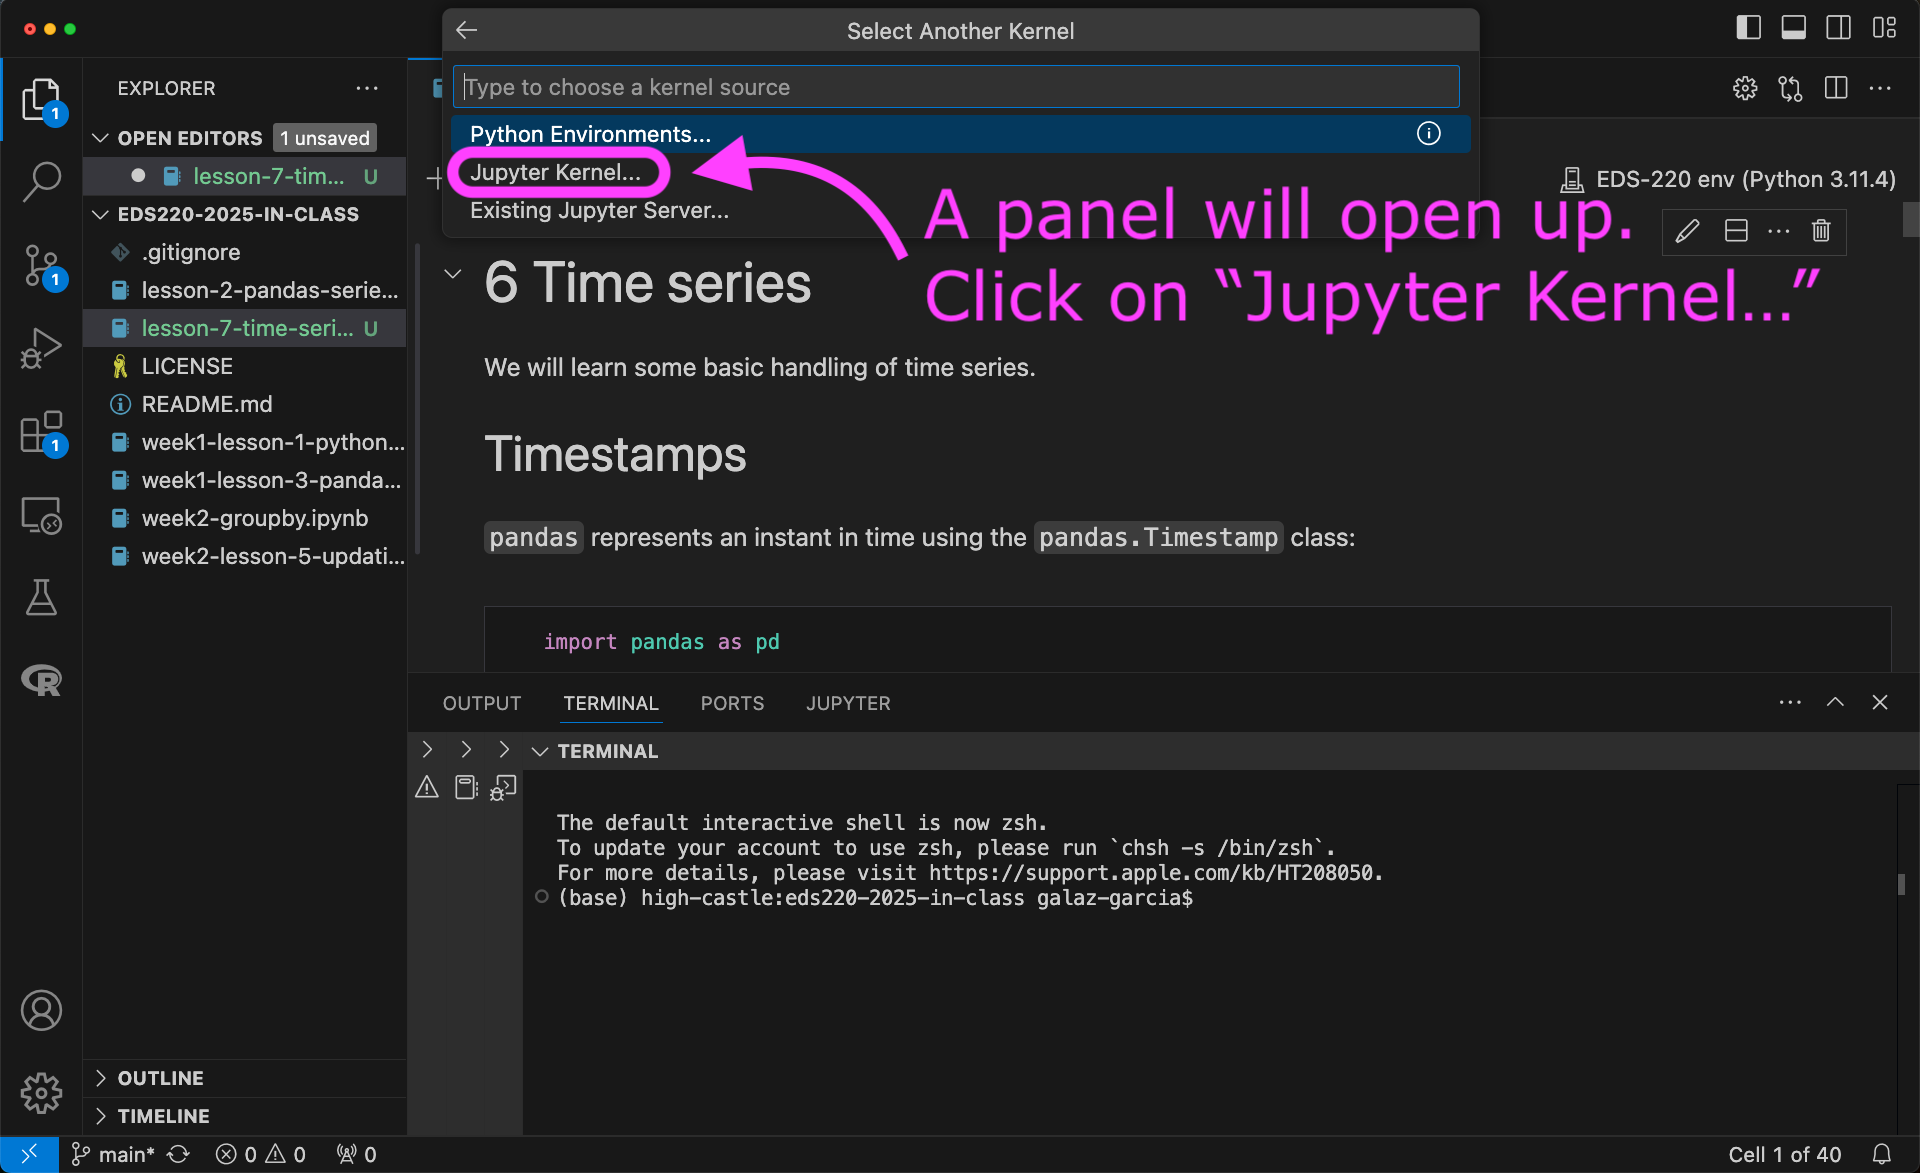 Select Another Kernel
Type to choose a kernel source
Python Environments...
Jupyter Kernel...
Existing Jupyter Server...
A panel will open up.
Click on “Jupyter Kernel...”
EXPLORER
OPEN EDITORS 1 unsaved
lesson-7-tim... U
EDS220-2025-IN-CLASS
.gitignore
lesson-2-pandas-serie...
lesson-7-time-seri... U
LICENSE
README.md
week1-lesson-1-python...
week1-lesson-3-panda...
week2-groupby.ipynb
week2-lesson-5-updati...
OUTLINE
TIMELINE
1
1
1
EDS-220 env (Python 3.11.4)
6 Time series
We will learn some basic handling of time series.
Timestamps
pandas represents an instant in time using the pandas.Timestamp class:
import pandas as pd
OUTPUT TERMINAL PORTS JUPYTER
TERMINAL
The default interactive shell is now zsh.
To update your account to use zsh, please run `chsh -s /bin/zsh`.
For more details, please visit https://support.apple.com/kb/HT208050.
(base) high-castle:eds220-2025-in-class galaz-garcia$
main* 0 0 0
Cell 1 of 40